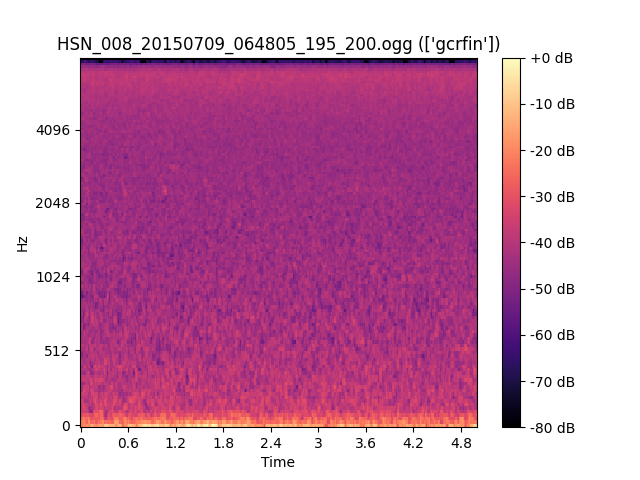 HSN_008_20150709_064805_195_200.ogg (['gcrfin'])
+0 dB
-10 dB
-20 dB
-30 dB
-40 dB
-50 dB
-60 dB
-70 dB
-80 dB
4096
2048
1024
512
0
Hz
0 0.6 1.2 1.8 2.4 3 3.6 4.2 4.8
Time